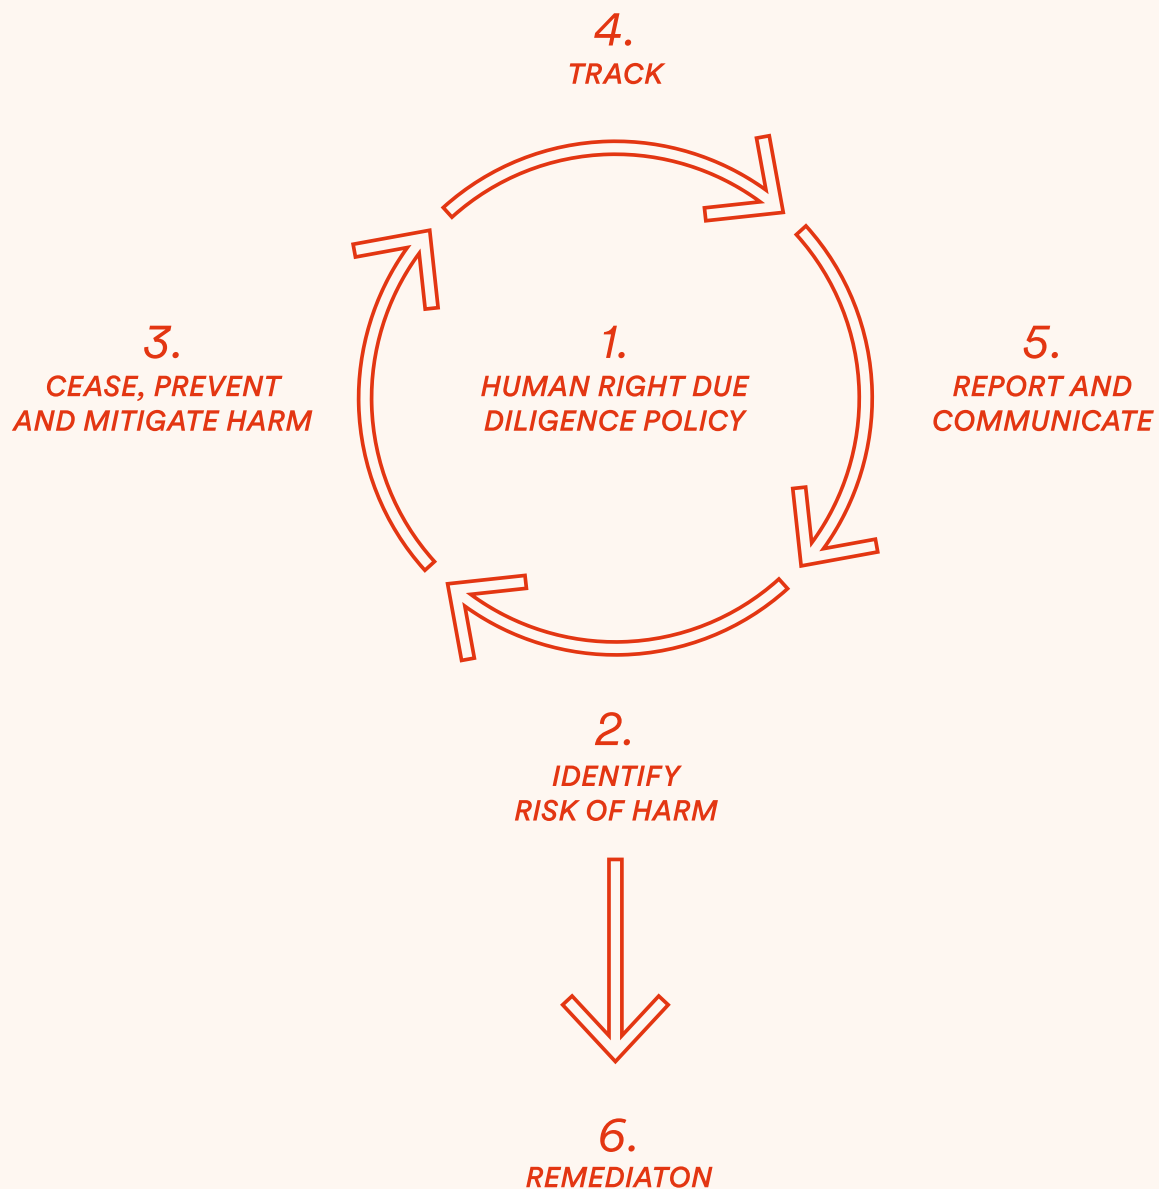 4.
TRACK
3.
CEASE, PREVENT
AND MITIGATE HARM
1.
HUMAN RIGHT DUE
DILIGENCE POLICY
5.
REPORT AND
COMMUNICATE
2.
IDENTIFY
RISK OF HARM
6.
REMEDIATON